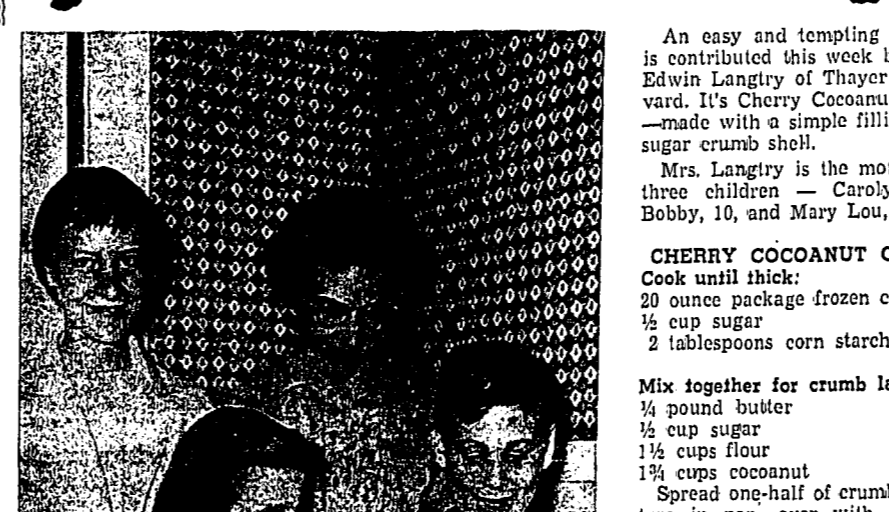 An easy and tempting
is contributed this week
Edwin Langtry of Thayer
vard. It's Cherry Cocoanu
—made with a simple filli
sugar crumb shell.
Mrs. Langtry is the mo
three children — Caroly
Bobby, 10, and Mary Lou,
CHERRY COCOANUT C
Cook until thick:
20 ounce package frozen c
½ cup sugar
2 tablespoons corn starch
Mix together for crumb la
¼ pound butter
½ cup sugar
1½ cups flour
1¾ cups cocoanut
Spread one-half of crum